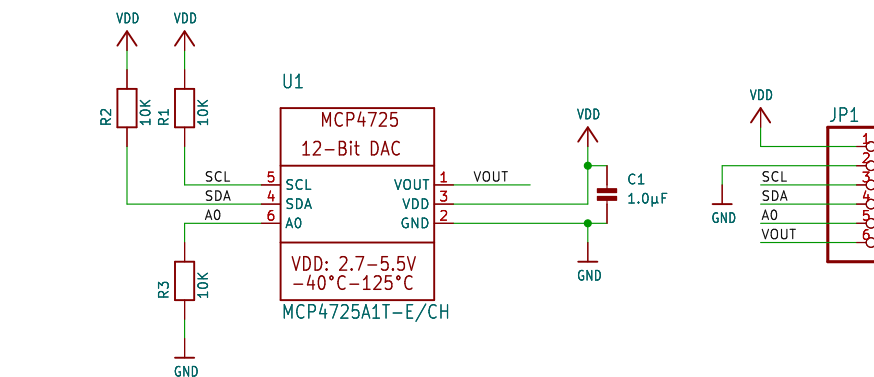 VDD
VDD
R2
10K
R1
10K
U1
MCP4725
12-Bit DAC
SCL
5
SCL
SDA
4
SDA
A0
6
A0
VOUT
1
VOUT
VDD
3
GND
2
VDD: 2.7-5.5V
-40°C-125°C
MCP4725A1T-E/CH
R3
10K
GND
VDD
C1
1.0µF
GND
VDD
JP1
1
2
GND
SCL
3
SDA
4
A0
5
VOUT
6